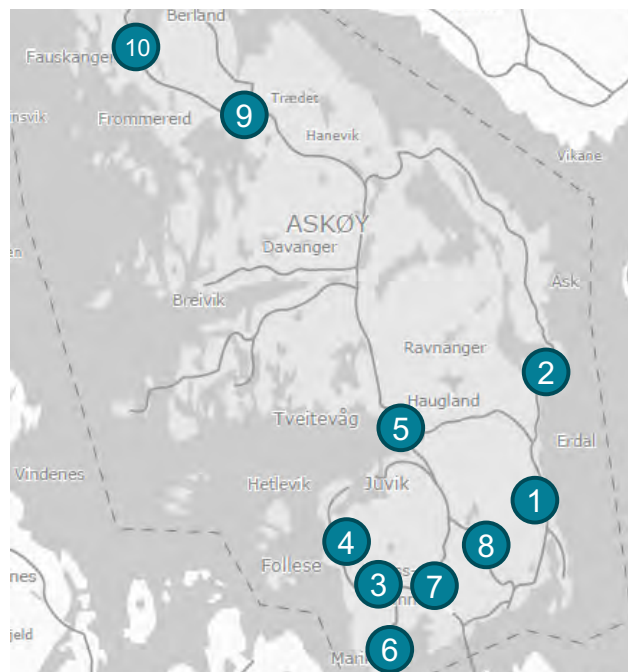 Berland
10
Fauskanger
Trædet
9
Frommereid
Hanevik
Vikane
ASKØY
Davanger
Ask
Breivik
Ravnanger
2
Haugland
Tveitevåg
5
Erdal
Vindenes
Hetlevik
Juvik
1
4
8
Follese
3
7
6